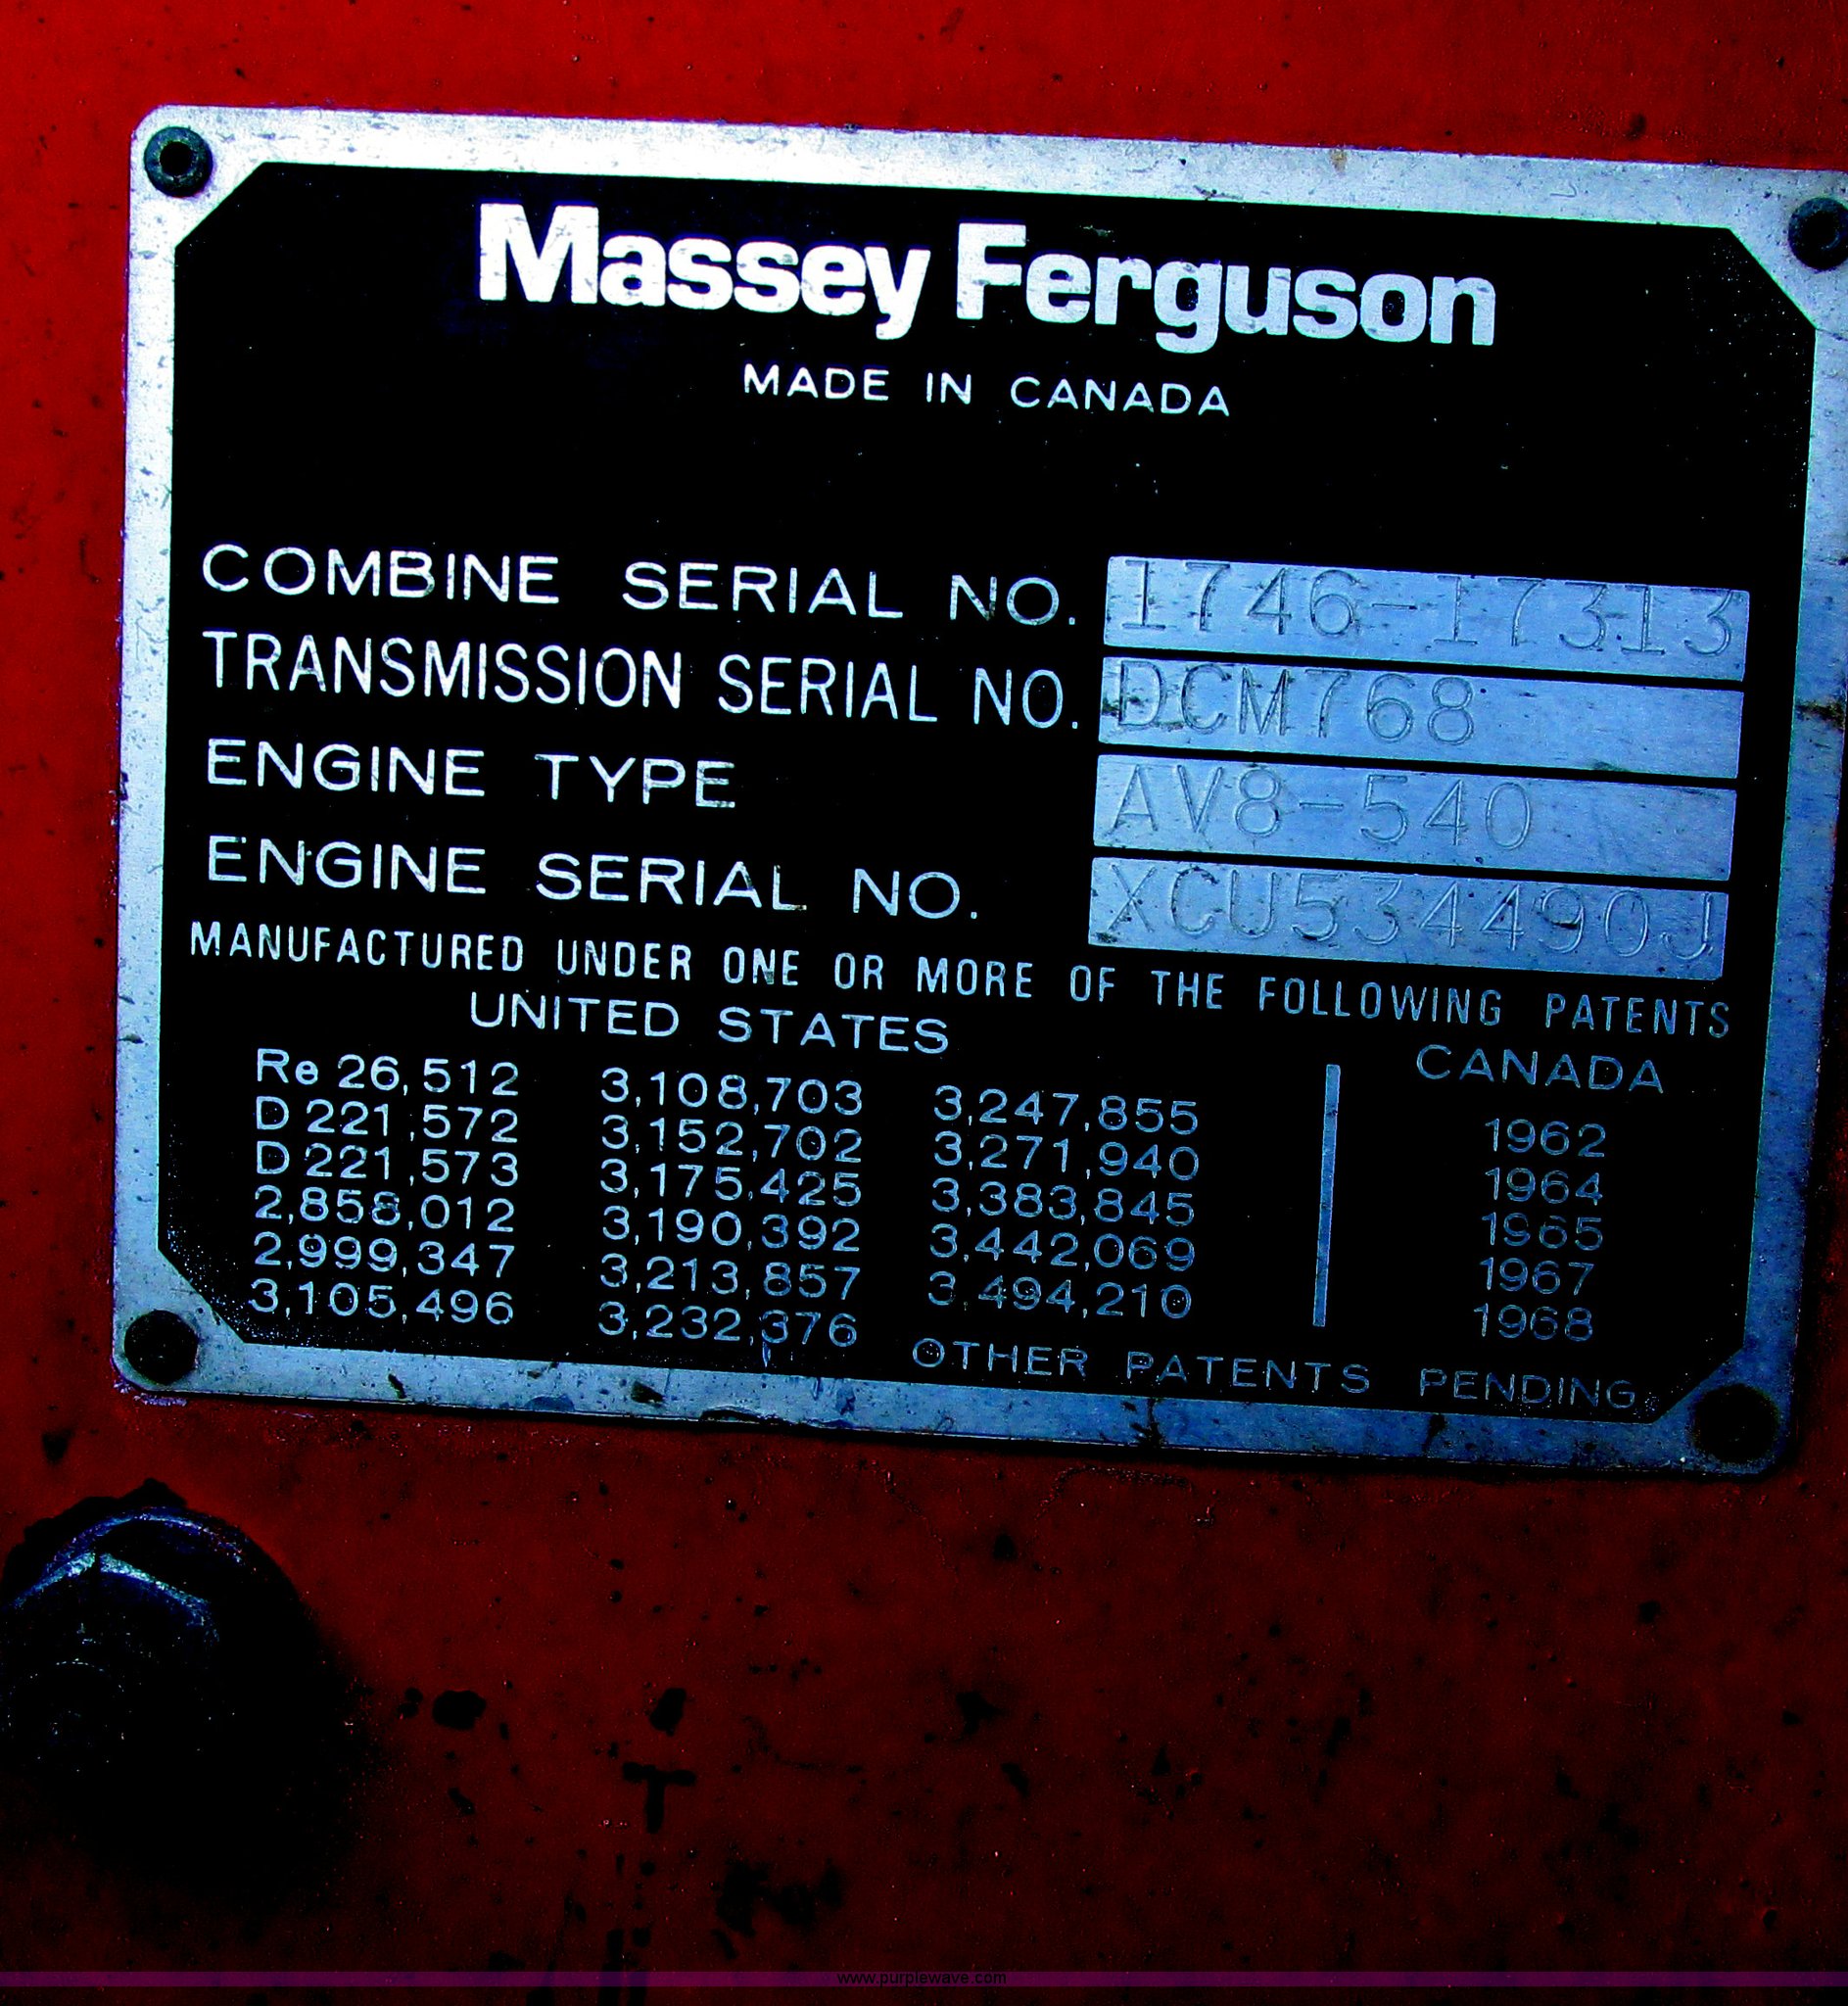 Massey Ferguson
MADE IN CANADA
COMBINE SERIAL NO. 1746-17313
TRANSMISSION SERIAL NO. DCM768
ENGINE TYPE AV8-540
ENGINE SERIAL NO. XCU534490J
MANUFACTURED UNDER ONE OR MORE OF THE FOLLOWING PATENTS
UNITED STATES CANADA
Re 26,512 3,108,703 3,247,855 1962
D 221,572 3,152,702 3,271,940 1964
D 221,573 3,175,425 3,383,845 1965
2,858,012 3,190,392 3,442,069 1967
2,999,347 3,213,857 3,494,210 1968
3,105,496 3,232,376 OTHER PATENTS PENDING
www.purplewave.com